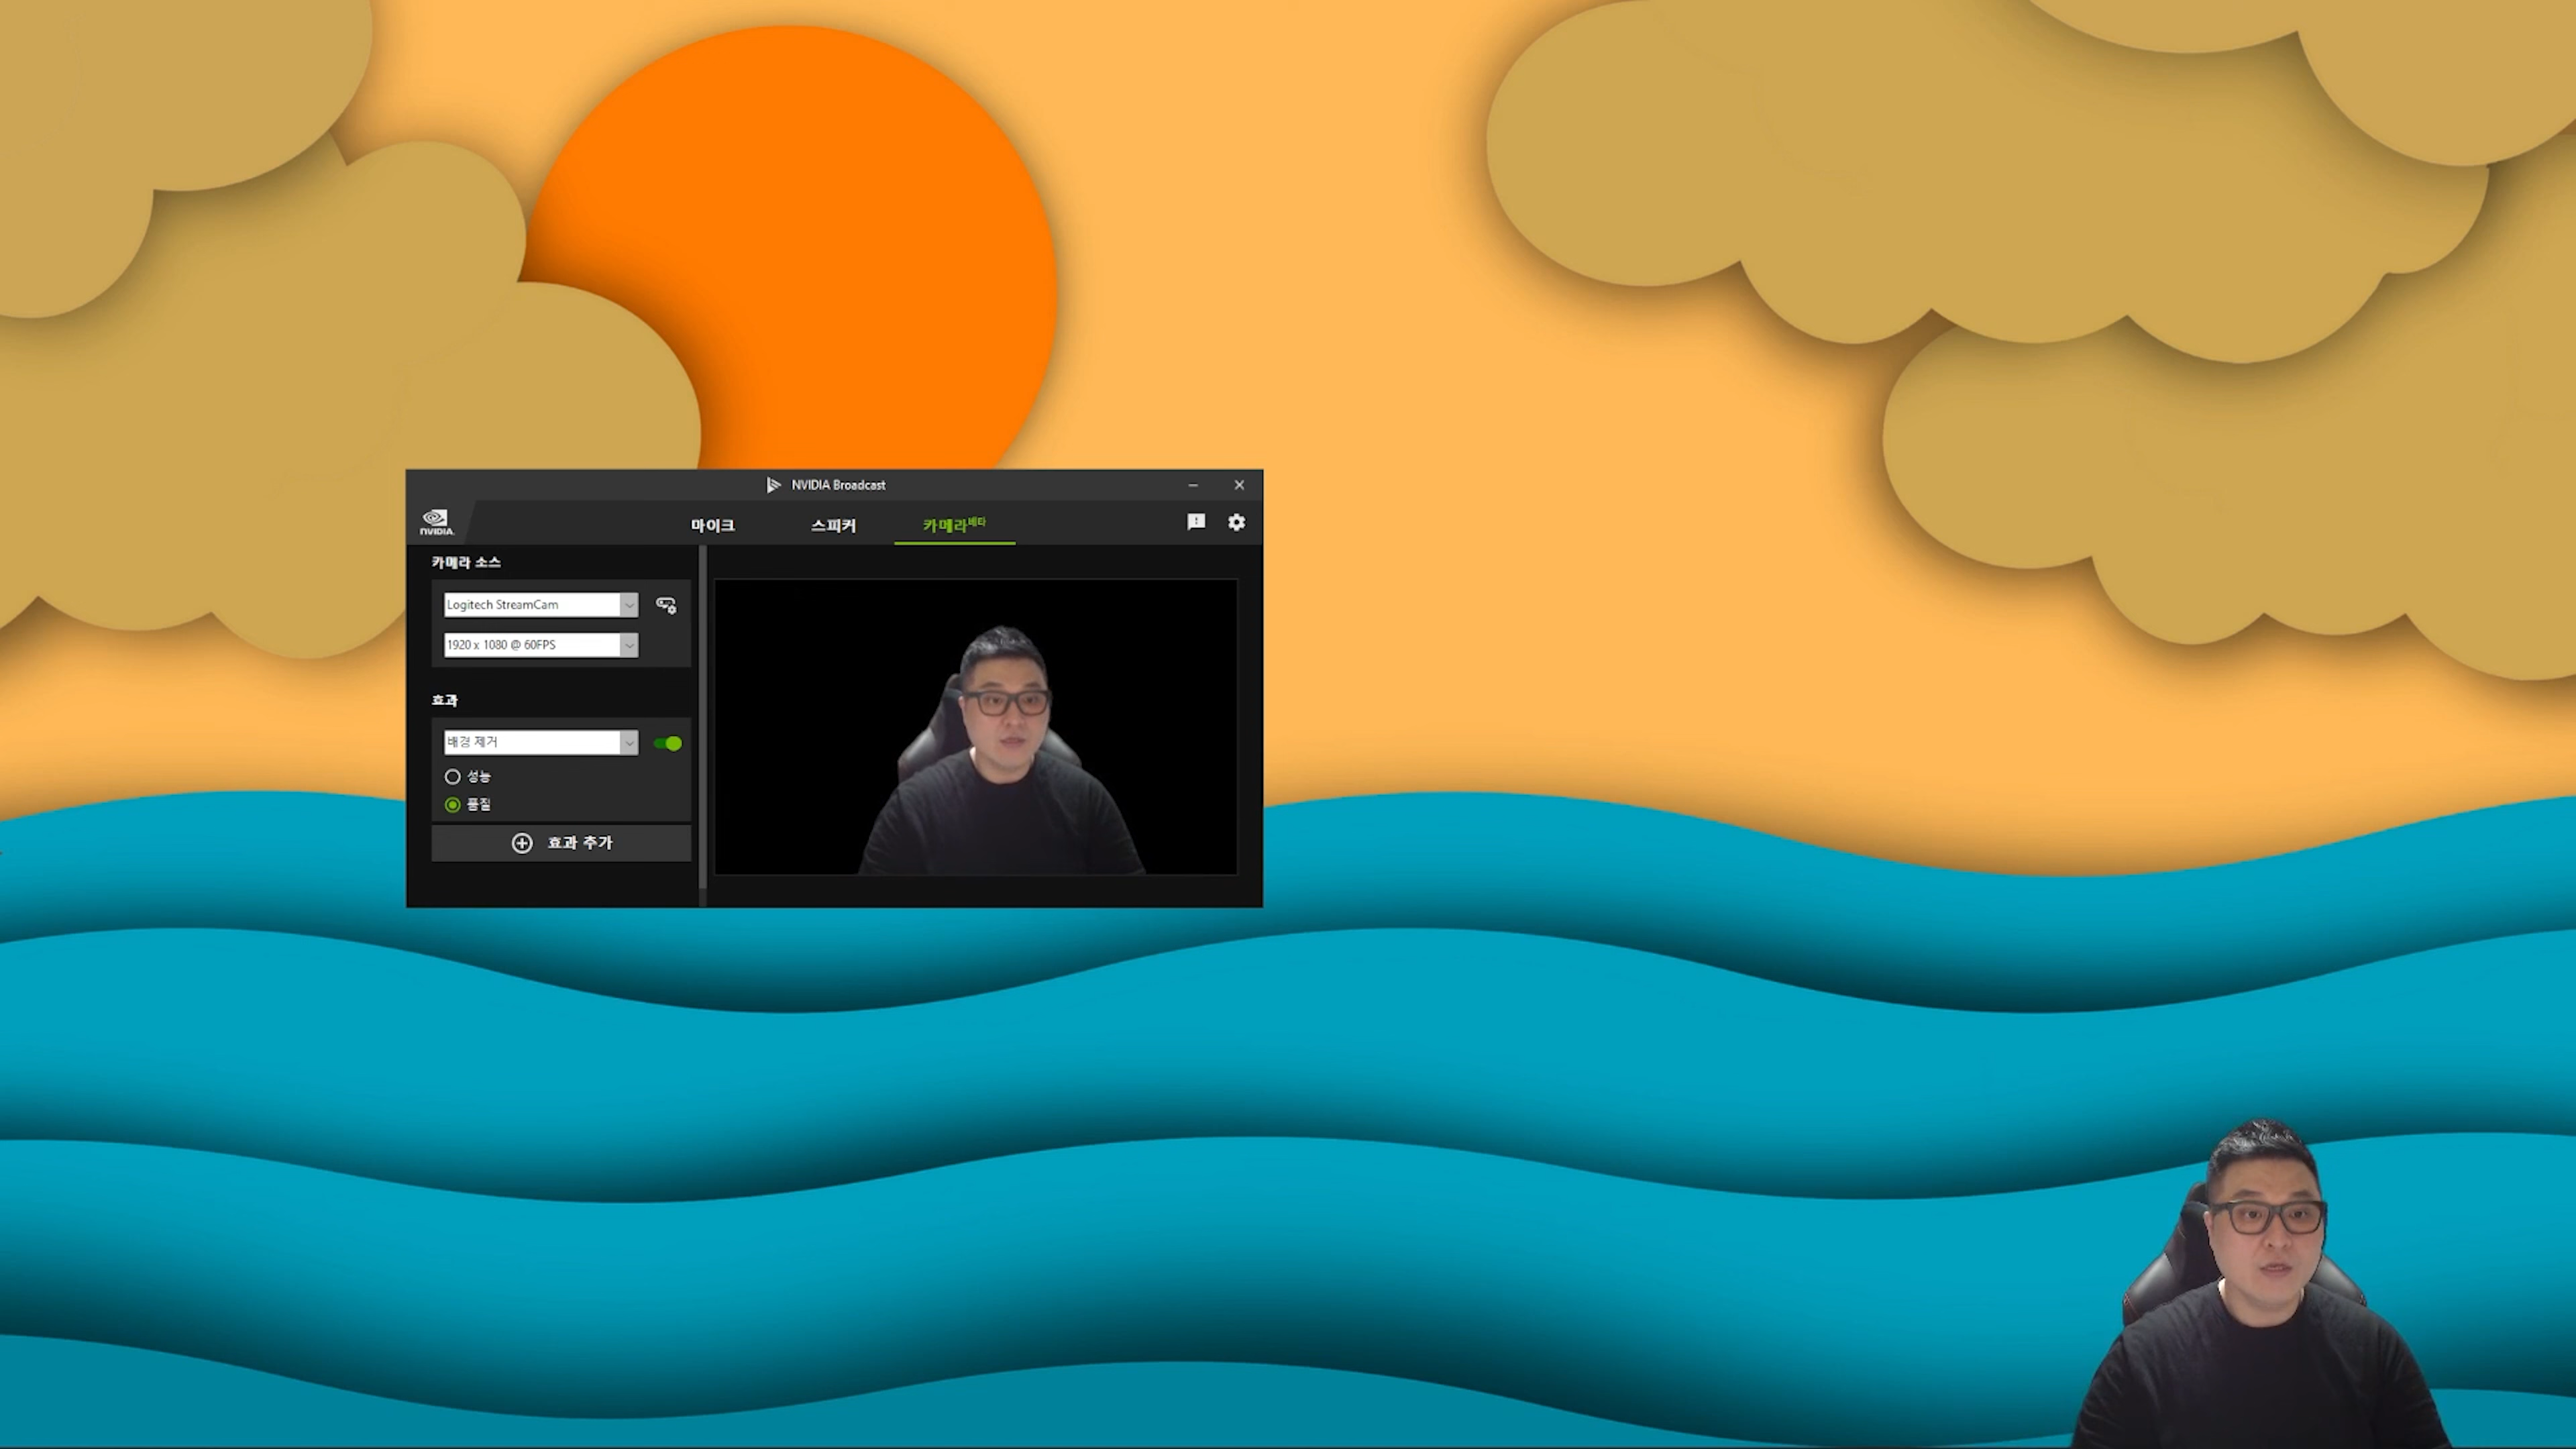 NVIDIA Broadcast
NVIDIA.
마이크
스피커
카메라베타
카메라 소스
Logitech StreamCam
1920 x 1080 @ 60FPS
효과
배경 제거
성능
품질
효과 추가